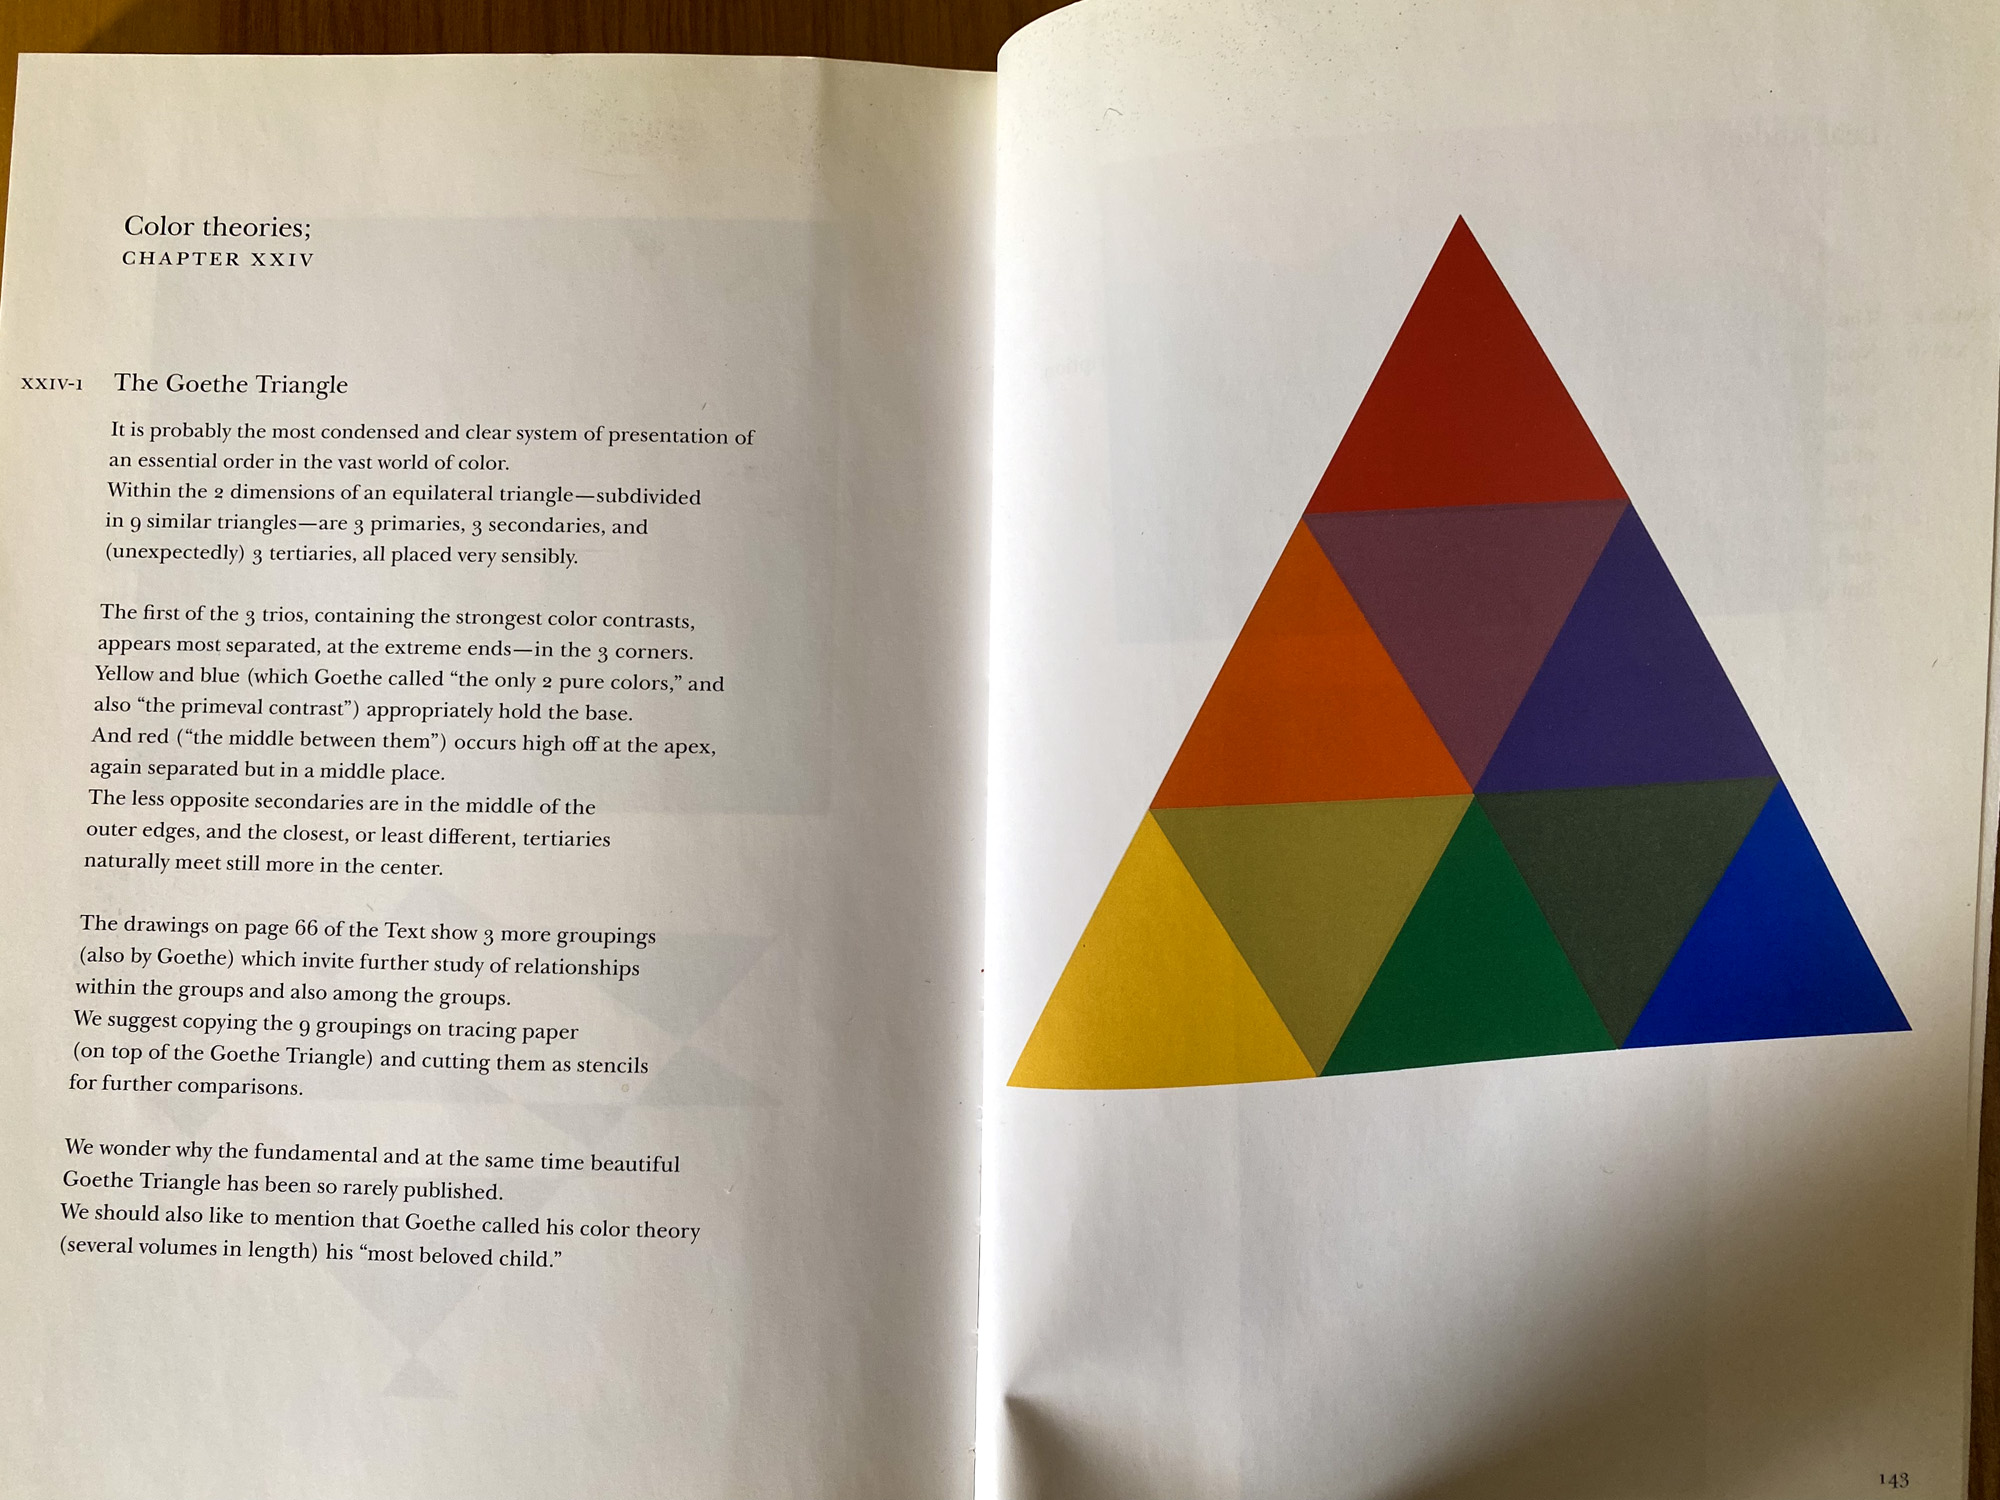 Color theories;
CHAPTER XXIV
XXIV-1 The Goethe Triangle
It is probably the most condensed and clear system of presentation of
an essential order in the vast world of color.
Within the 2 dimensions of an equilateral triangle—subdivided
in 9 similar triangles—are 3 primaries, 3 secondaries, and
(unexpectedly) 3 tertiaries, all placed very sensibly.
The first of the 3 trios, containing the strongest color contrasts,
appears most separated, at the extreme ends—in the 3 corners.
Yellow and blue (which Goethe called “the only 2 pure colors,” and
also “the primeval contrast”) appropriately hold the base.
And red (“the middle between them”) occurs high off at the apex,
again separated but in a middle place.
The less opposite secondaries are in the middle of the
outer edges, and the closest, or least different, tertiaries
naturally meet still more in the center.
The drawings on page 66 of the Text show 3 more groupings
(also by Goethe) which invite further study of relationships
within the groups and also among the groups.
We suggest copying the 9 groupings on tracing paper
(on top of the Goethe Triangle) and cutting them as stencils
for further comparisons.
We wonder why the fundamental and at the same time beautiful
Goethe Triangle has been so rarely published.
We should also like to mention that Goethe called his color theory
(several volumes in length) his “most beloved child.”
143